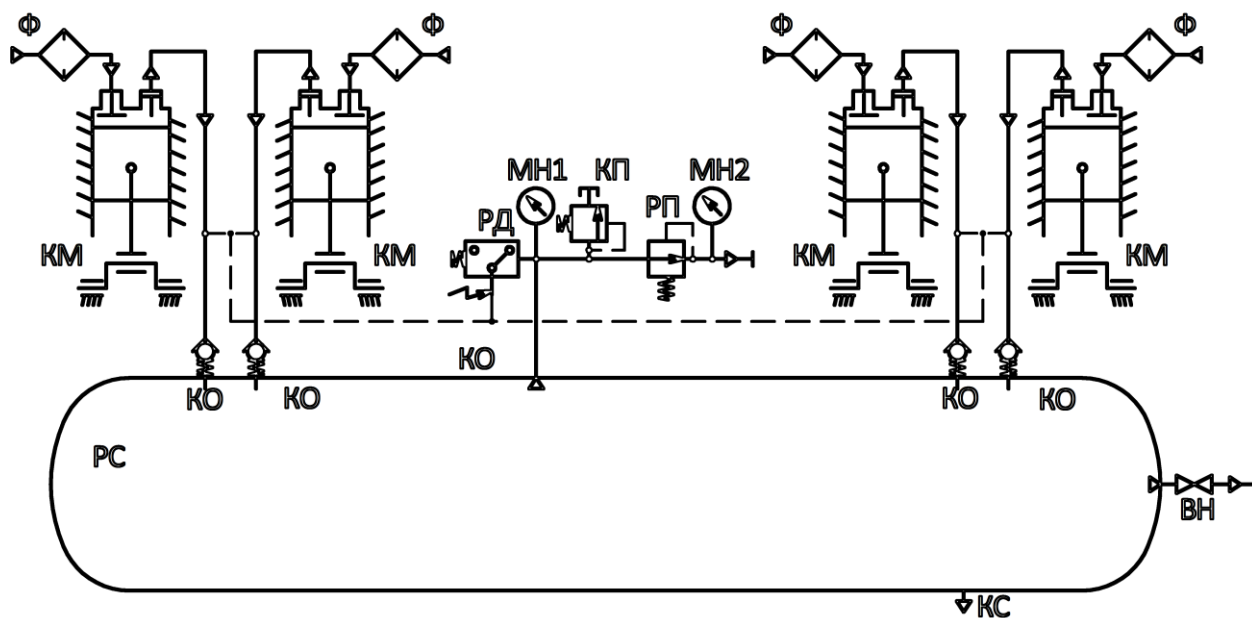 Ф Ф Ф Ф
МН1 КП МН2
РД РП
КМ КМ КМ КМ
КО
КО КО КО КО
РС
ВН
КС